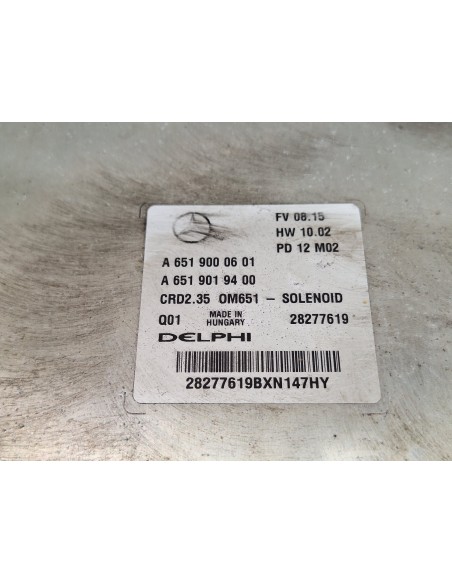 FV 08.15
HW 10.02
PD 12 M02
A 651 900 06 01
A 651 901 94 00
CRD2.35 OM651 - SOLENOID
Q01 MADE IN HUNGARY 28277619
DELPHI
28277619BXN147HY